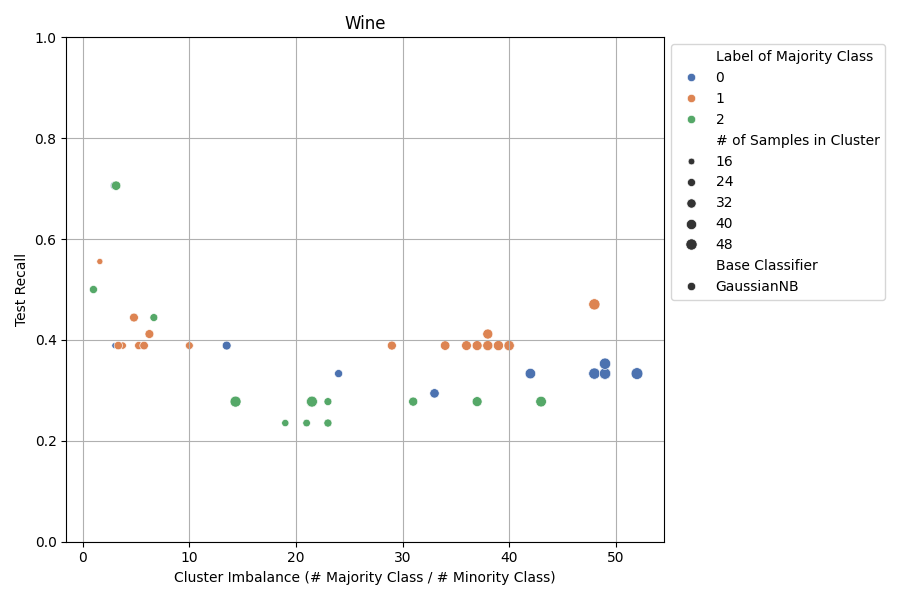 Wine
1.0
0.8
0.6
0.4
0.2
0.0
Test Recall
0
10
20
30
40
50
Cluster Imbalance (# Majority Class / # Minority Class)
Label of Majority Class
0
1
2
# of Samples in Cluster
16
24
32
40
48
Base Classifier
GaussianNB